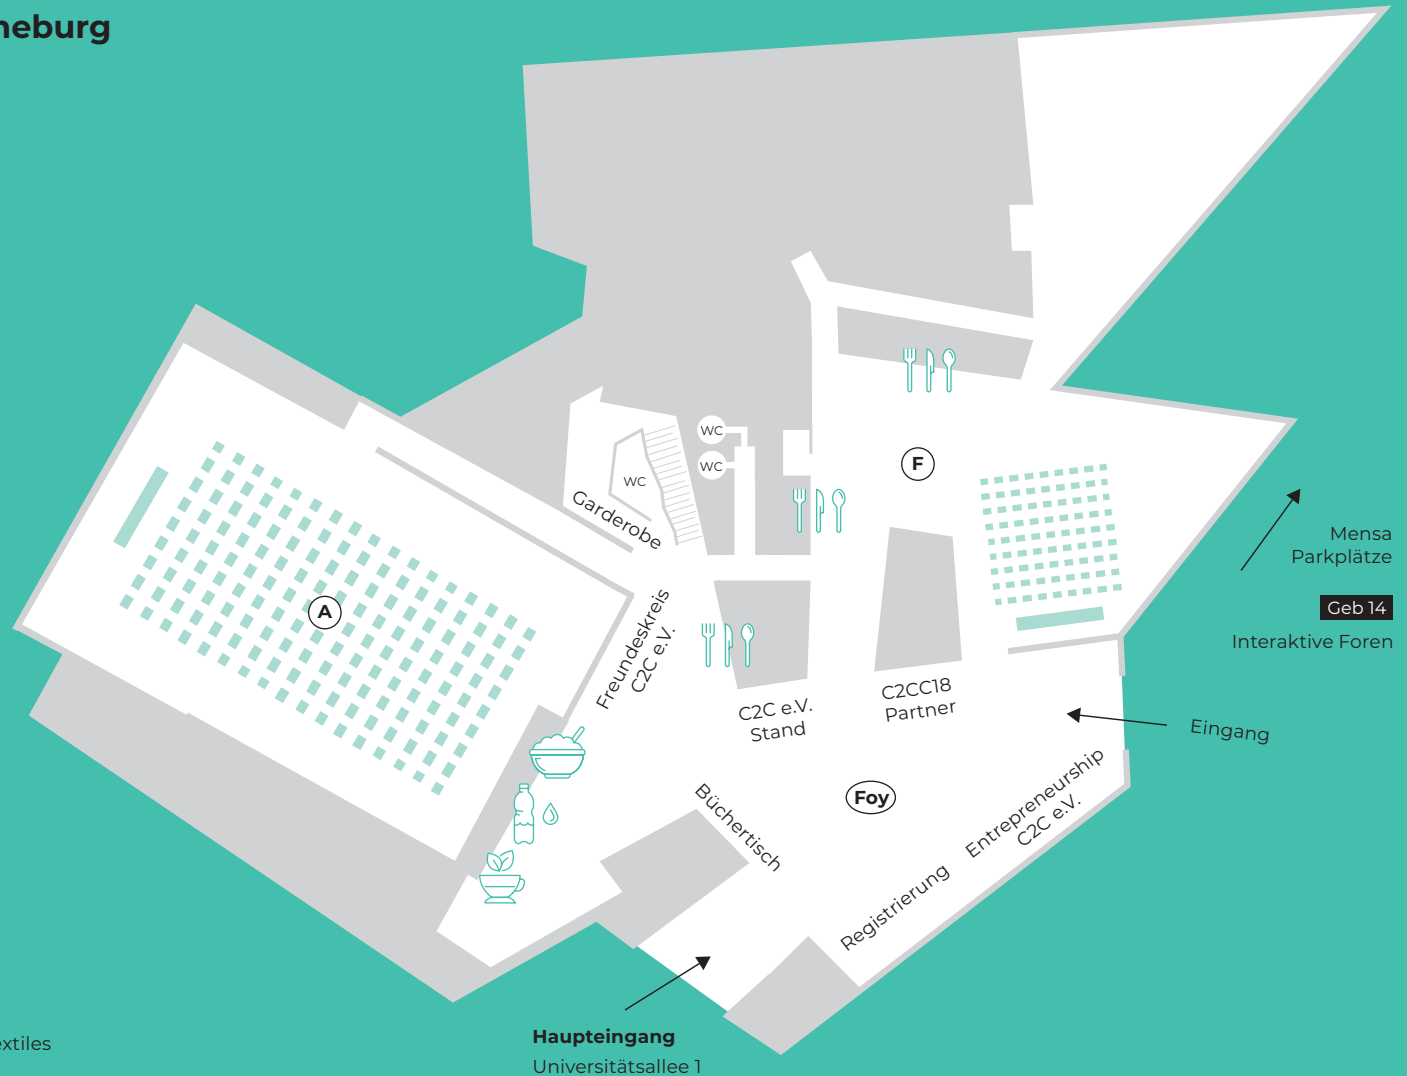 neburg
WC
WC
WC
Garderobe
F
A
Freundeskreis
C2C e.V.
C2C e.V.
Stand
C2CC18
Partner
Mensa
Parkplätze
Geb 14
Interaktive Foren
Eingang
Foy
Büchertisch
Entrepreneurship
C2C e.V.
Registrierung
Haupteingang
Universitätsallee 1
extiles